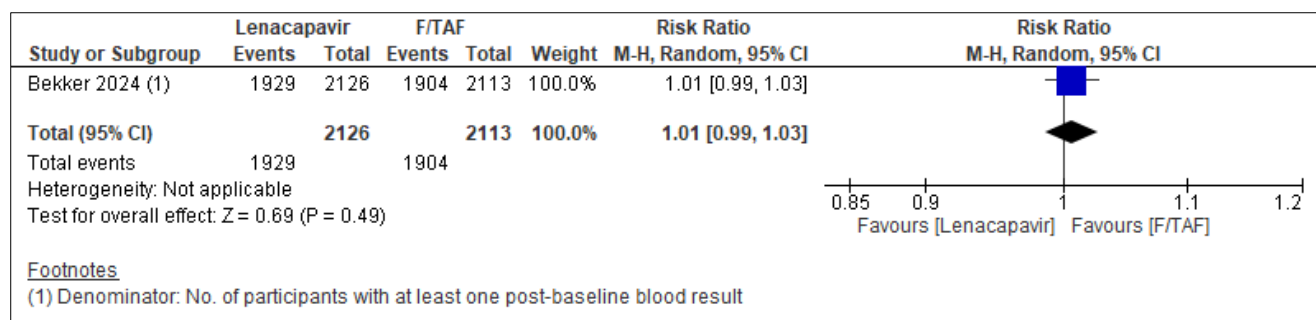 Lenacapavir F/TAF Risk Ratio Risk Ratio
Study or Subgroup Events Total Events Total Weight M-H, Random, 95% CI M-H, Random, 95% CI
Bekker 2024 (1) 1929 2126 1904 2113 100.0% 1.01 [0.99, 1.03]
Total (95% CI) 2126 2113 100.0% 1.01 [0.99, 1.03]
Total events 1929 1904
Heterogeneity: Not applicable
Test for overall effect: Z = 0.69 (P = 0.49)
0.85 0.9 1 1.1 1.2
Favours [Lenacapavir] Favours [F/TAF]
Footnotes
(1) Denominator: No. of participants with at least one post-baseline blood result